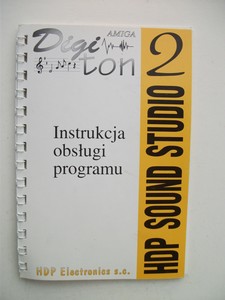 AMIGA
Digi
ton
Instrukcja
obsługi
programu
HDP Electronics s.c.
HDP SOUND STUDIO 2